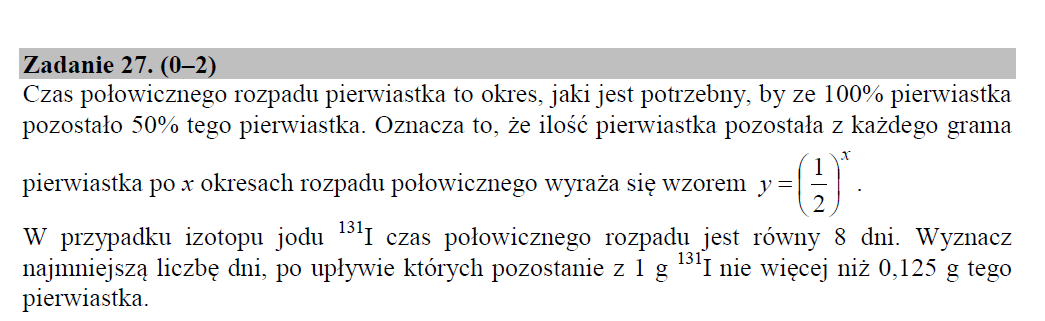 Zadanie 27. (0–2)
Czas połowicznego rozpadu pierwiastka to okres, jaki jest potrzebny, by ze 100% pierwiastka
pozostało 50% tego pierwiastka. Oznacza to, że ilość pierwiastka pozostała z każdego grama
pierwiastka po x okresach rozpadu połowicznego wyraża się wzorem y = (1/2)^x .
W przypadku izotopu jodu ¹³¹I czas połowicznego rozpadu jest równy 8 dni. Wyznacz
najmniejszą liczbę dni, po upływie których pozostanie z 1 g ¹³¹I nie więcej niż 0,125 g tego
pierwiastka.